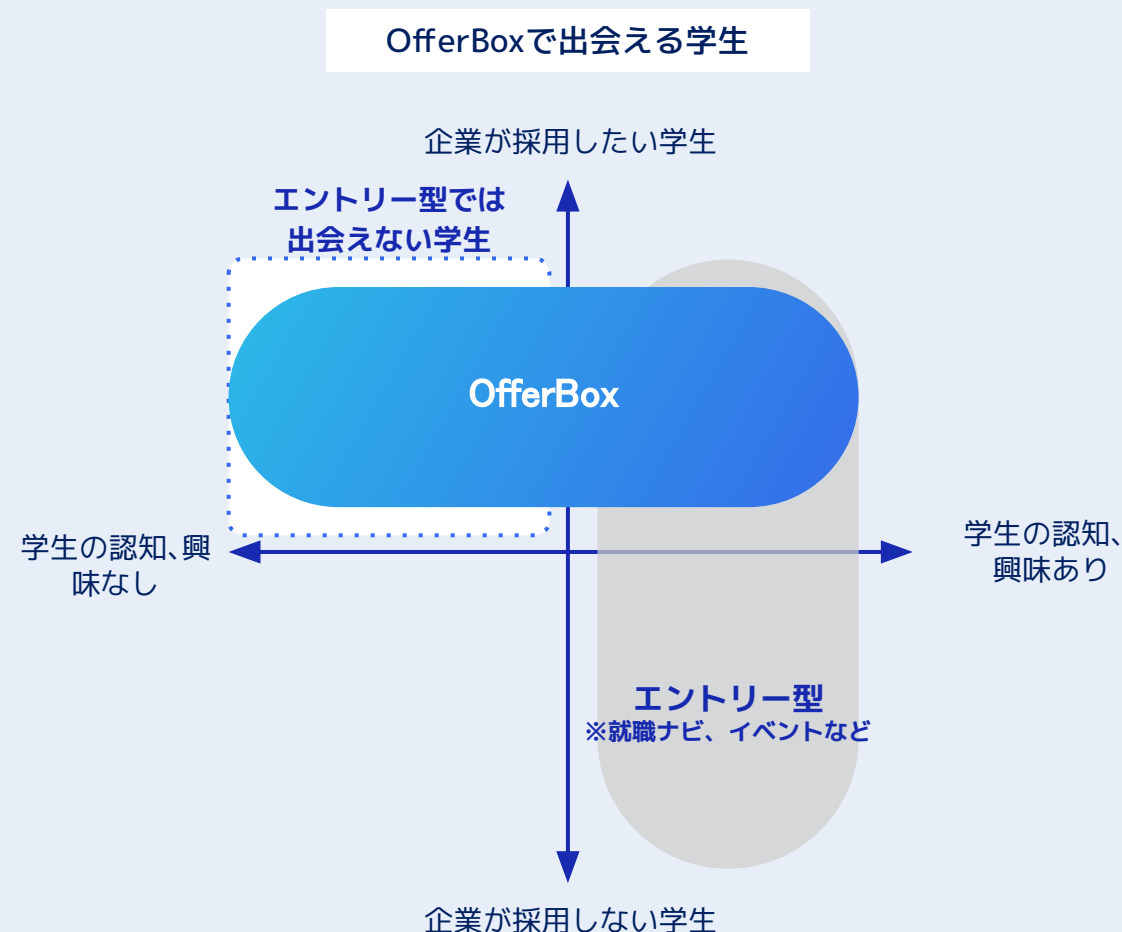 OfferBoxで出会える学生
企業が採用したい学生
エントリー型では
出会えない学生
OfferBox
学生の認知、興
味なし
学生の認知、
興味あり
エントリー型
※就職ナビ、イベントなど
企業が採用しない学生